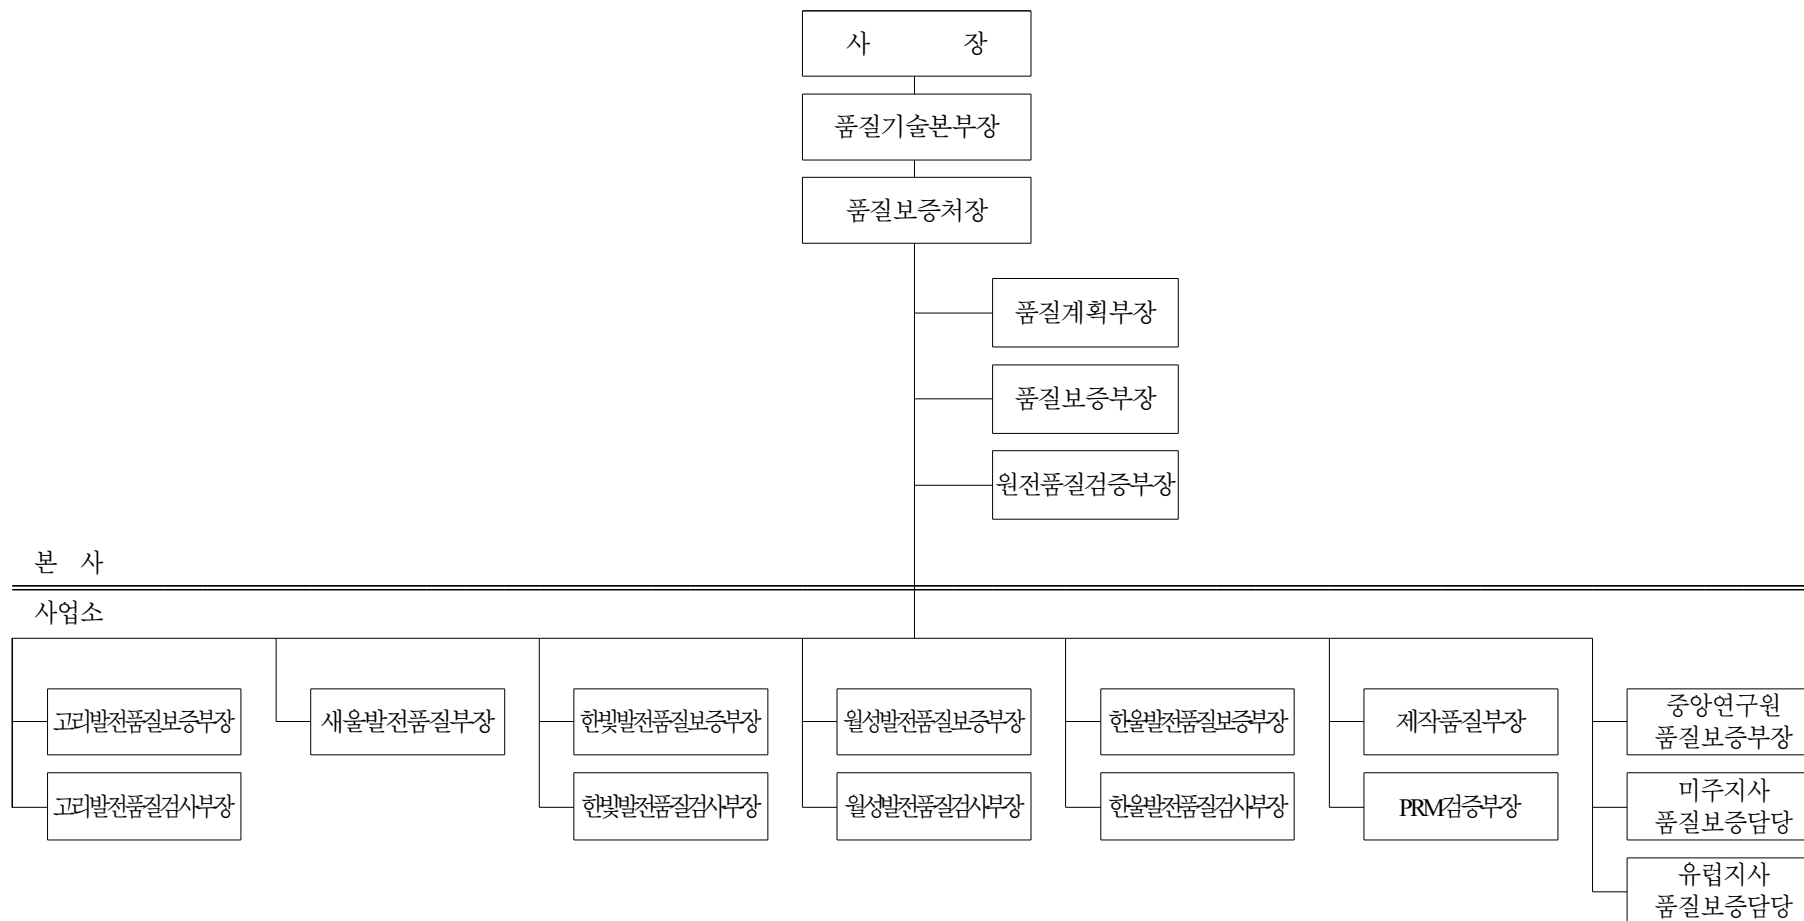 사 장
품질기술본부장
품질보증처장
품질계획부장
품질보증부장
원전품질검증부장
본 사
사업소
고리발전품질보증부장
새울발전품질부장
한빛발전품질보증부장
월성발전품질보증부장
한울발전품질보증부장
제작품질부장
중앙연구원
품질보증부장
고리발전품질검사부장
한빛발전품질검사부장
월성발전품질검사부장
한울발전품질검사부장
PRM검증부장
미주지사
품질보증담당
유럽지사
품질보증담당